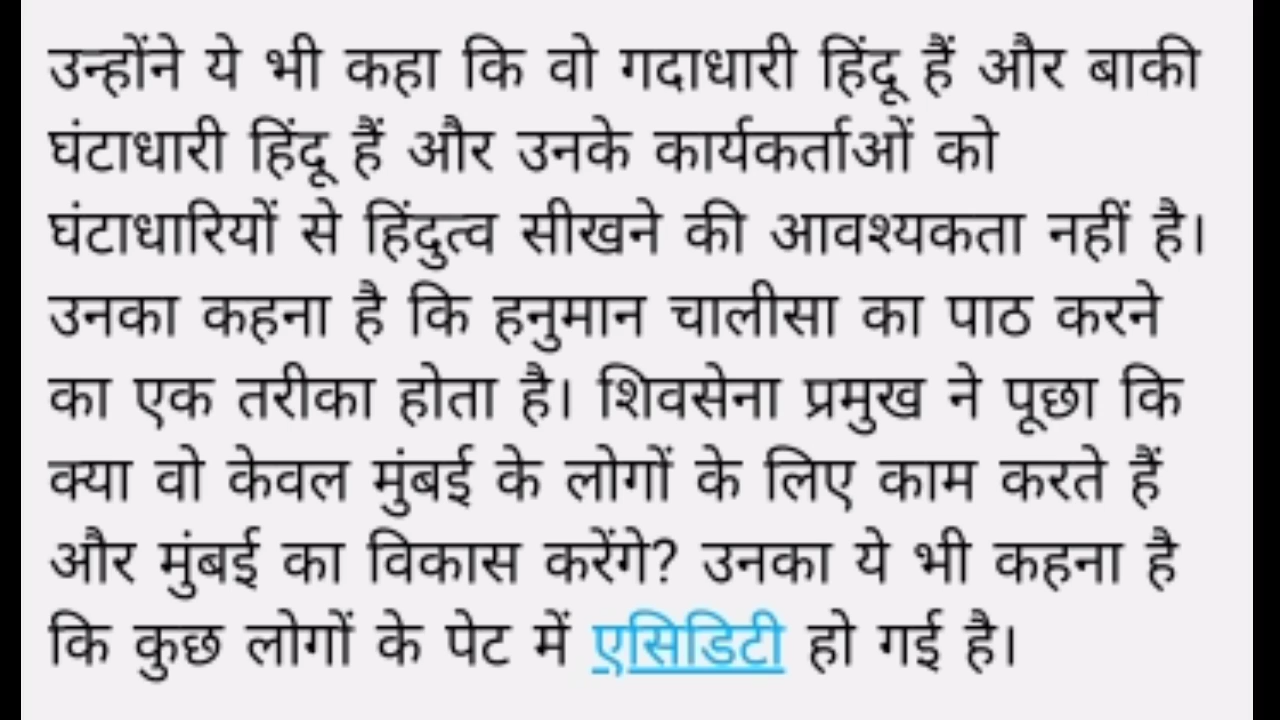 उन्होंने ये भी कहा कि वो गदाधारी हिंदू हैं और बाकी
घंटाधारी हिंदू हैं और उनके कार्यकर्ताओं को
घंटाधारियों से हिंदुत्व सीखने की आवश्यकता नहीं है।
उनका कहना है कि हनुमान चालीसा का पाठ करने
का एक तरीका होता है। शिवसेना प्रमुख ने पूछा कि
क्या वो केवल मुंबई के लोगों के लिए काम करते हैं
और मुंबई का विकास करेंगे? उनका ये भी कहना है
कि कुछ लोगों के पेट में एसिडिटी हो गई है।